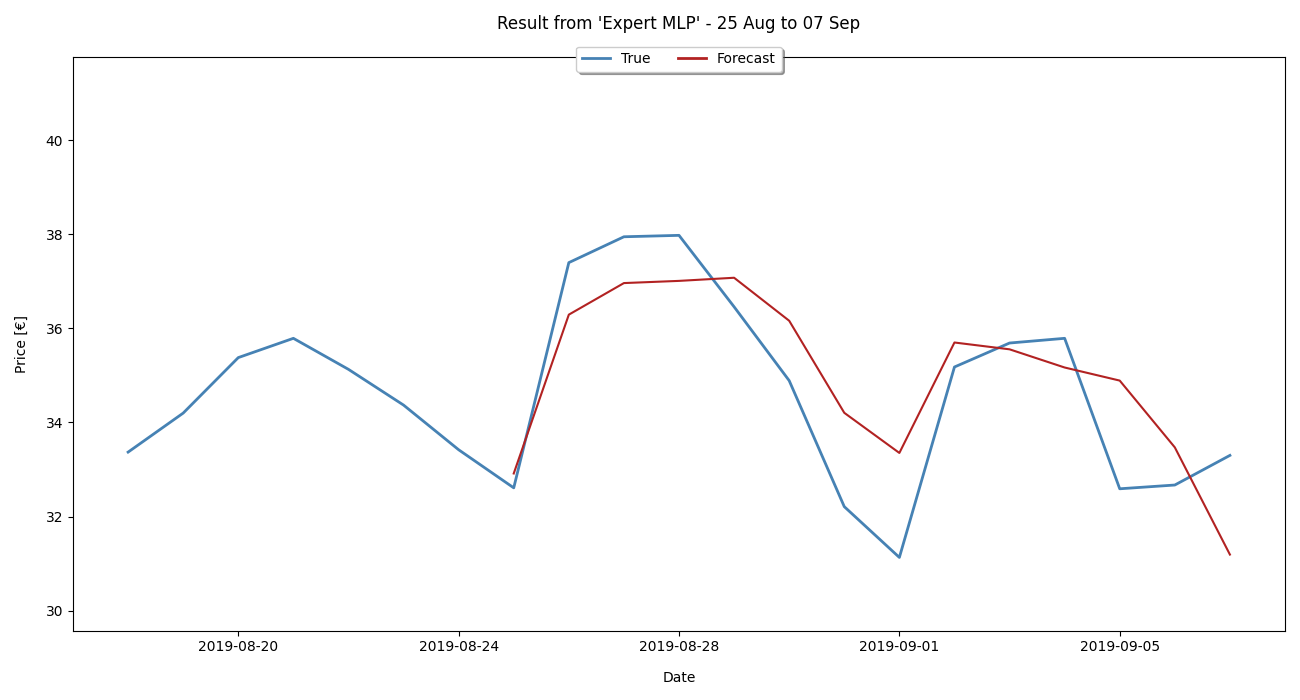 Result from 'Expert MLP' - 25 Aug to 07 Sep
True
Forecast
40
38
36
34
32
30
Price [€]
2019-08-20
2019-08-24
2019-08-28
2019-09-01
2019-09-05
Date